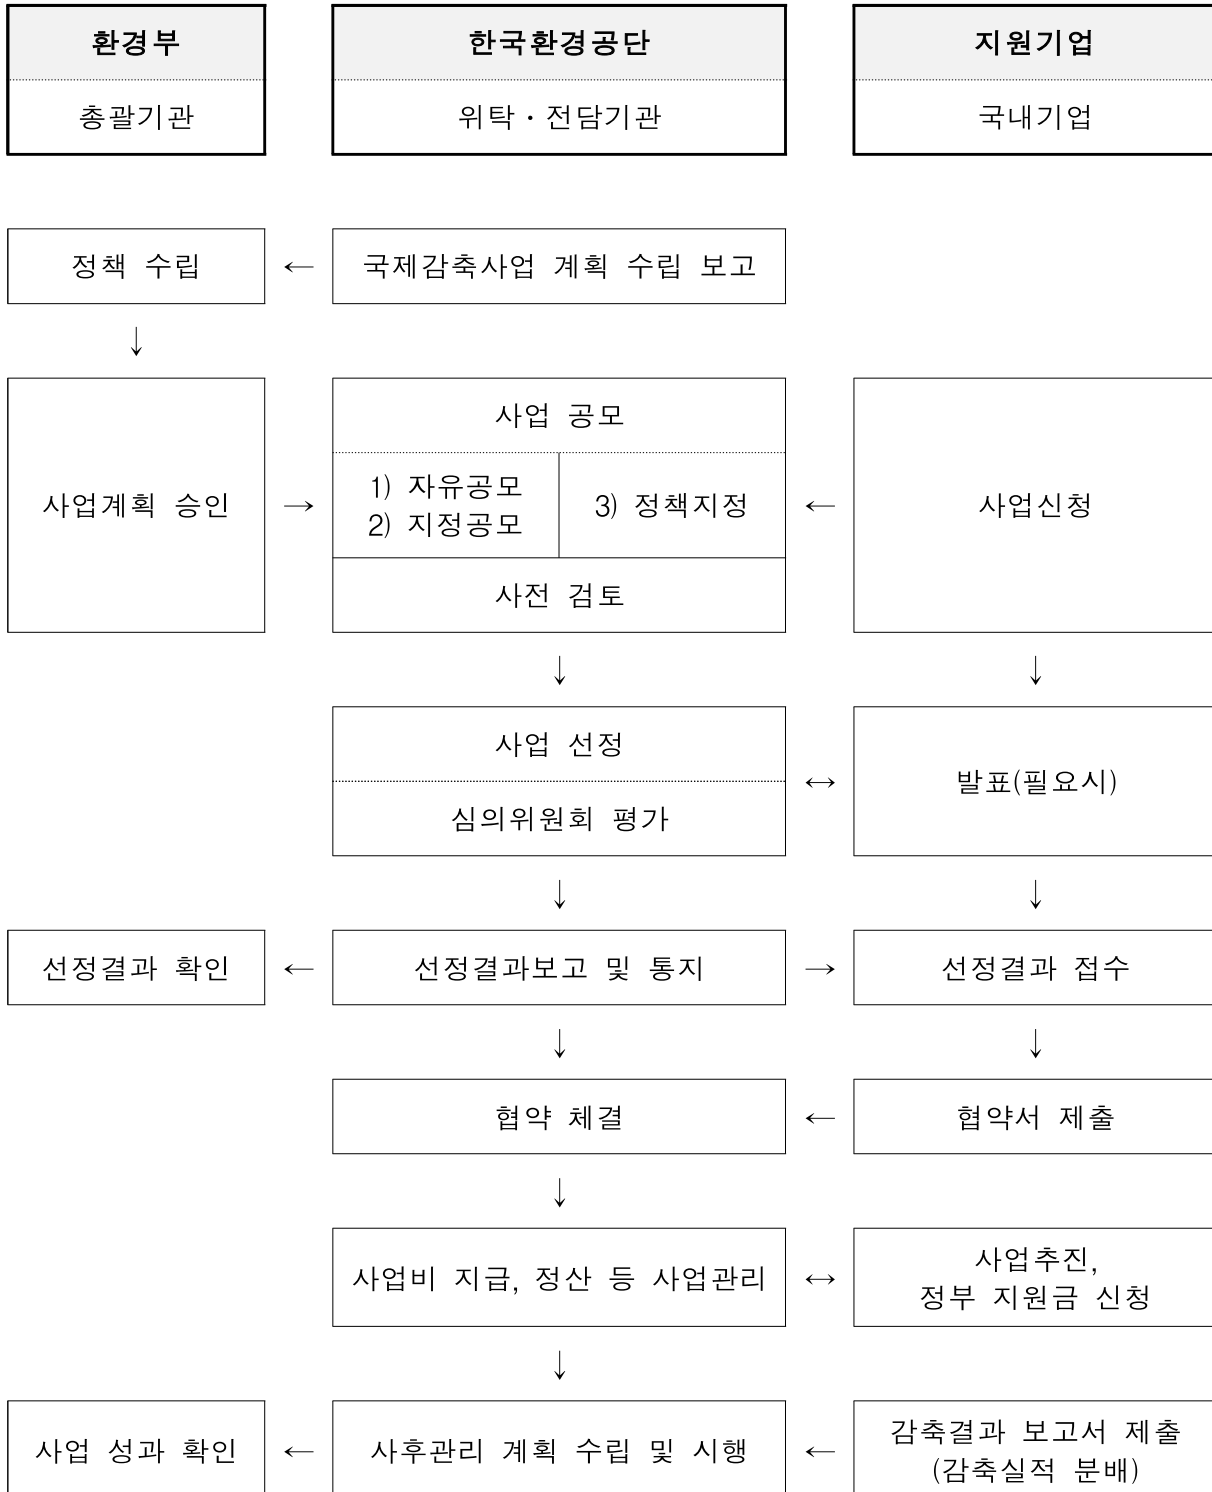 환경부
한국환경공단
지원기업
총괄기관
위탁·전담기관
국내기업
정책 수립
←
국제감축사업 계획 수립 보고
↓
사업계획 승인
→
사업 공모
1) 자유공모
2) 지정공모
3) 정책지정
사전 검토
←
사업신청
↓
↓
사업 선정
심의위원회 평가
↔
발표(필요시)
↓
↓
선정결과 확인
←
선정결과보고 및 통지
→
선정결과 접수
↓
↓
협약 체결
←
협약서 제출
↓
사업비 지급, 정산 등 사업관리
↔
사업추진,
정부 지원금 신청
↓
사업 성과 확인
←
사후관리 계획 수립 및 시행
←
감축결과 보고서 제출
(감축실적 분배)